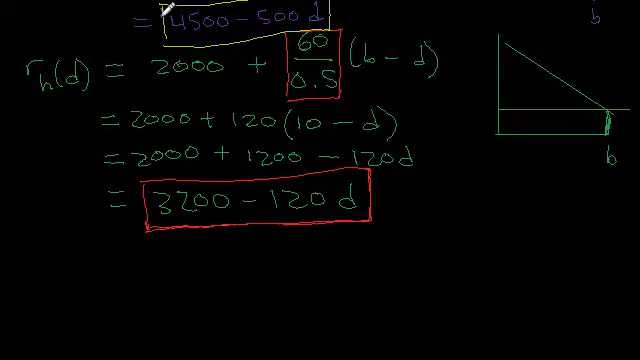 = 4500 - 500 d
b
r_h(d) = 2000 + 60/0.5 (b - d)
= 2000 + 120 (10 - d)
= 2000 + 1200 - 120d
b
= 3200 - 120 d